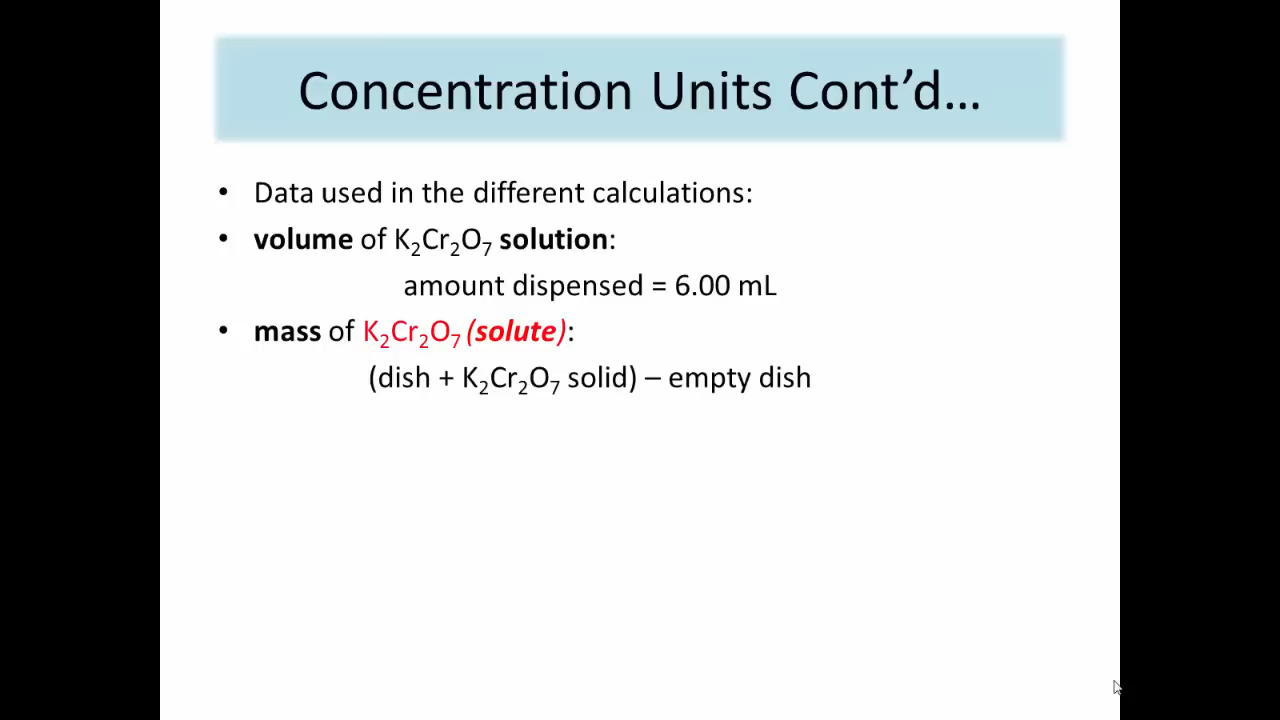 Concentration Units Cont’d…
• Data used in the different calculations:
• volume of K₂Cr₂O₇ solution:
amount dispensed = 6.00 mL
• mass of K₂Cr₂O₇ (solute):
(dish + K₂Cr₂O₇ solid) – empty dish